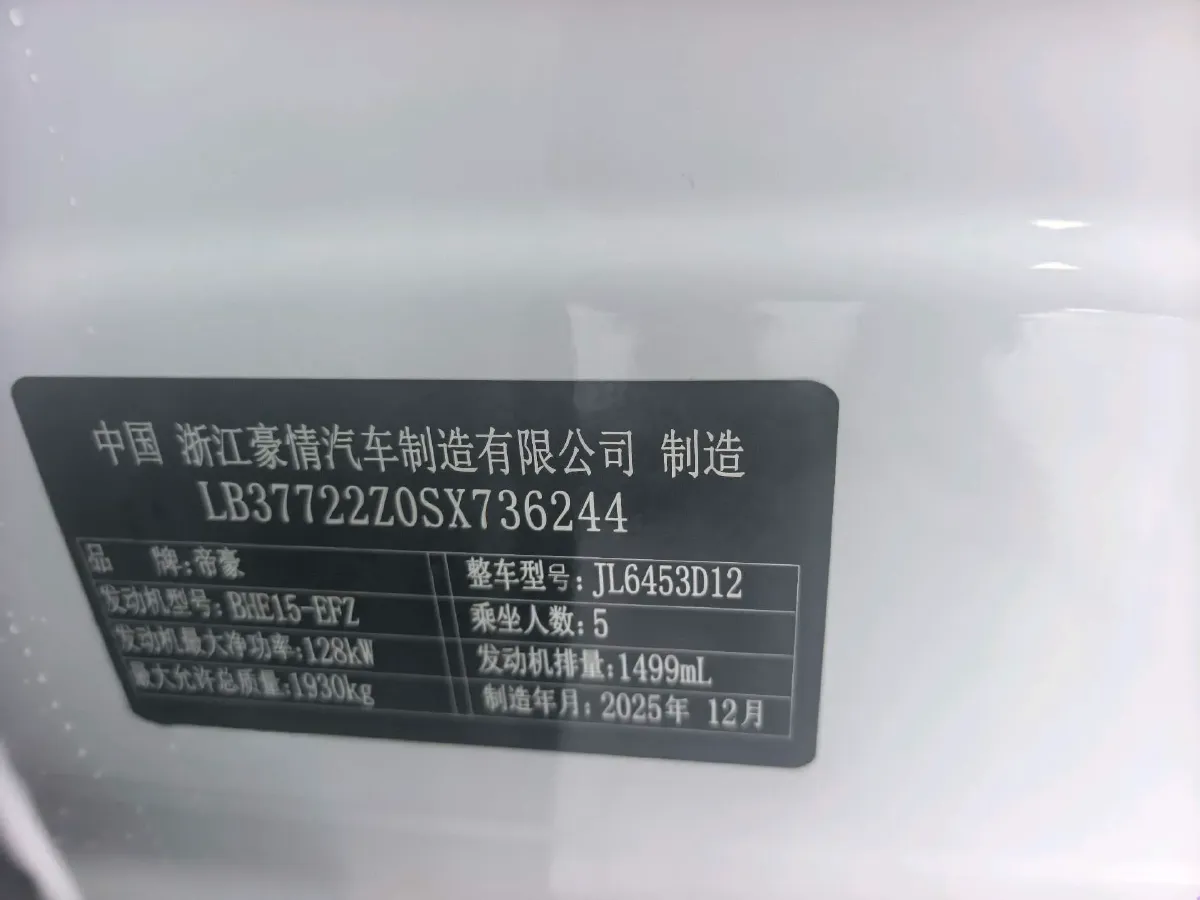 中国 浙江豪情汽车制造有限公司 制造
LB37722Z0SX736244
品 牌:帝豪 整车型号:JL6453D12
发动机型号:BHE15-EFZ 乘坐人数:5
发动机最大净功率:128kW 发动机排量:1499mL
最大允许总质量:1930kg 制造年月:2025年 12月